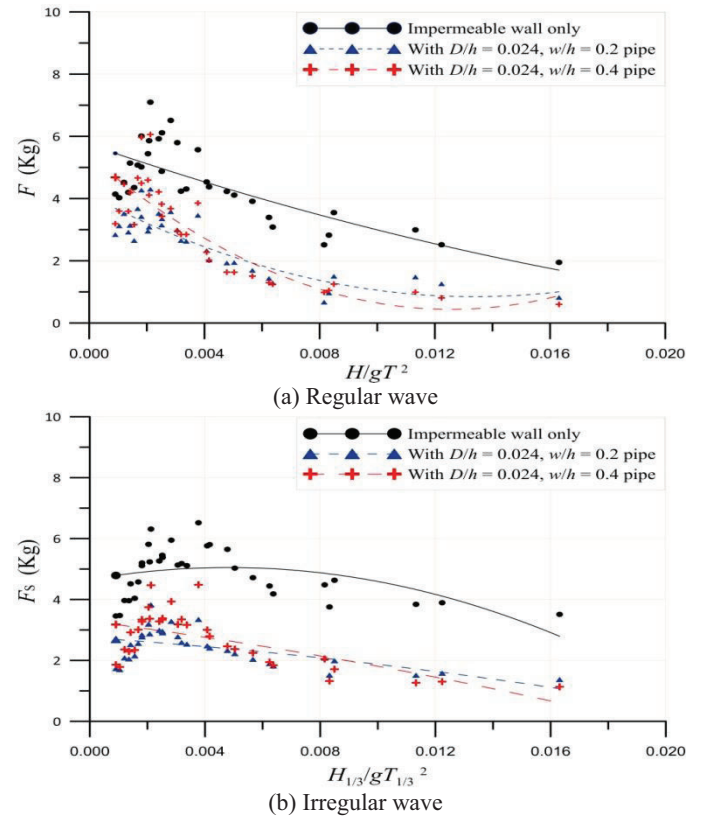 10
Impermeable wall only
With D/h = 0.024, w/h = 0.2 pipe
With D/h = 0.024, w/h = 0.4 pipe
8
6
F (Kg)
4
2
0
0.000 0.004 0.008 0.012 0.016 0.020
H/gT ²
(a) Regular wave
10
Impermeable wall only
With D/h = 0.024, w/h = 0.2 pipe
With D/h = 0.024, w/h = 0.4 pipe
8
6
Fs (Kg)
4
2
0
0.000 0.004 0.008 0.012 0.016 0.020
H1/3/gT1/3 ²
(b) Irregular wave